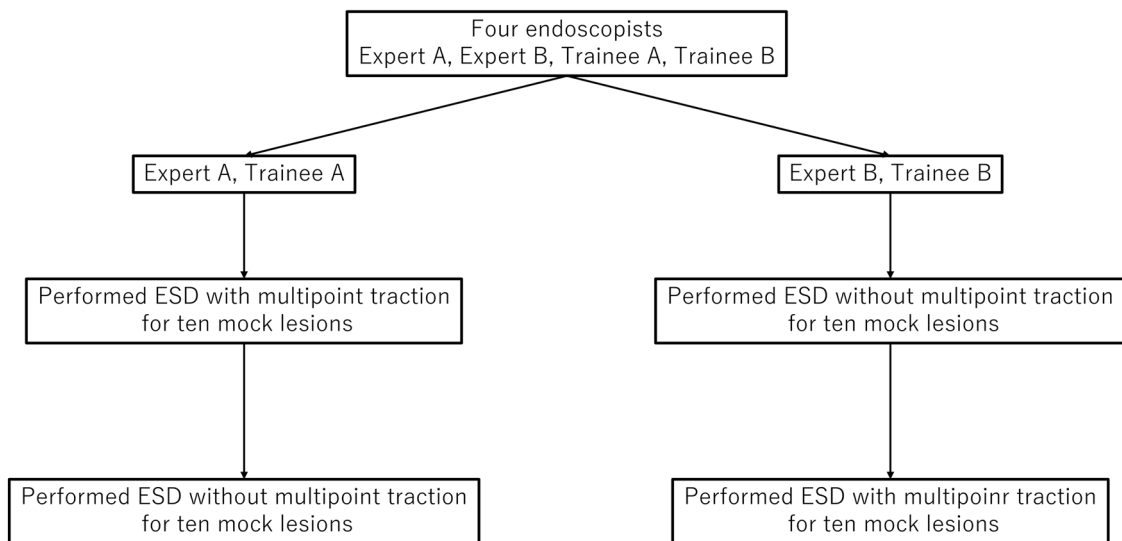 Four endoscopists
Expert A, Expert B, Trainee A, Trainee B
Expert A, Trainee A
Expert B, Trainee B
Performed ESD with multipoint traction
for ten mock lesions
Performed ESD without multipoint traction
for ten mock lesions
Performed ESD without multipoint traction
for ten mock lesions
Performed ESD with multipoinr traction
for ten mock lesions